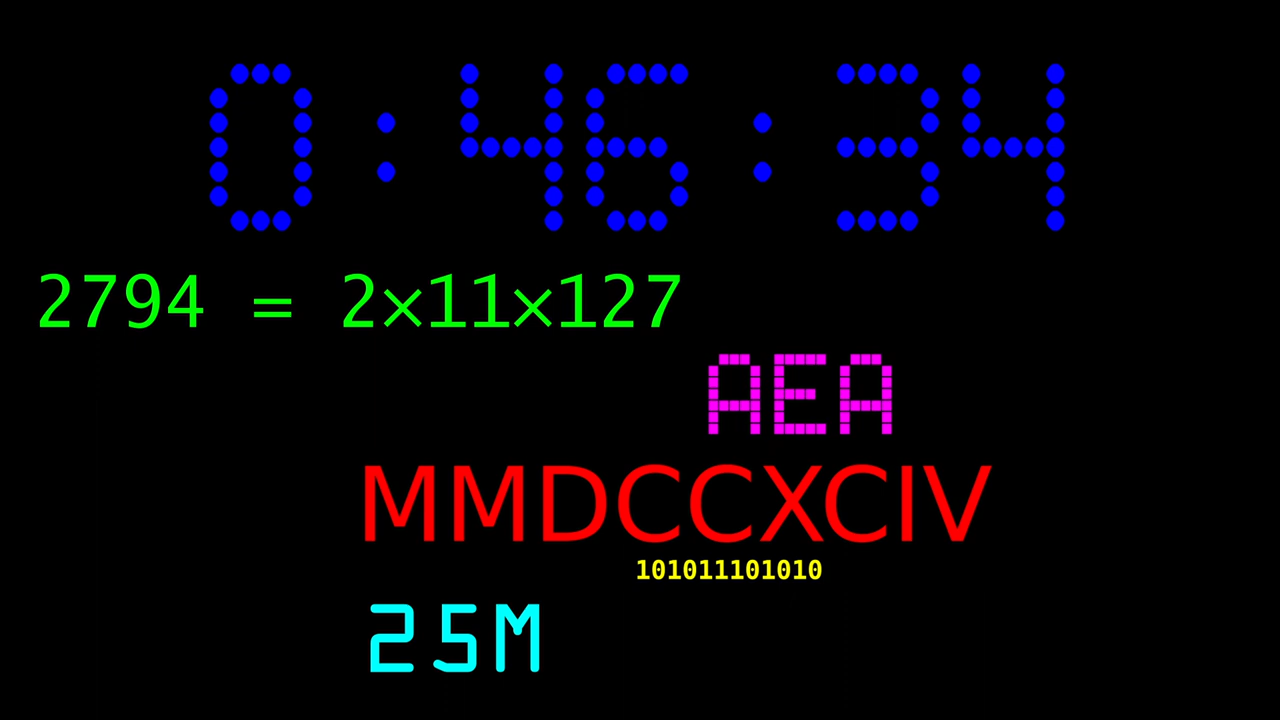 0:46:34
2794 = 2×11×127
AEA
MMDCCXCIV
101011101010
25M